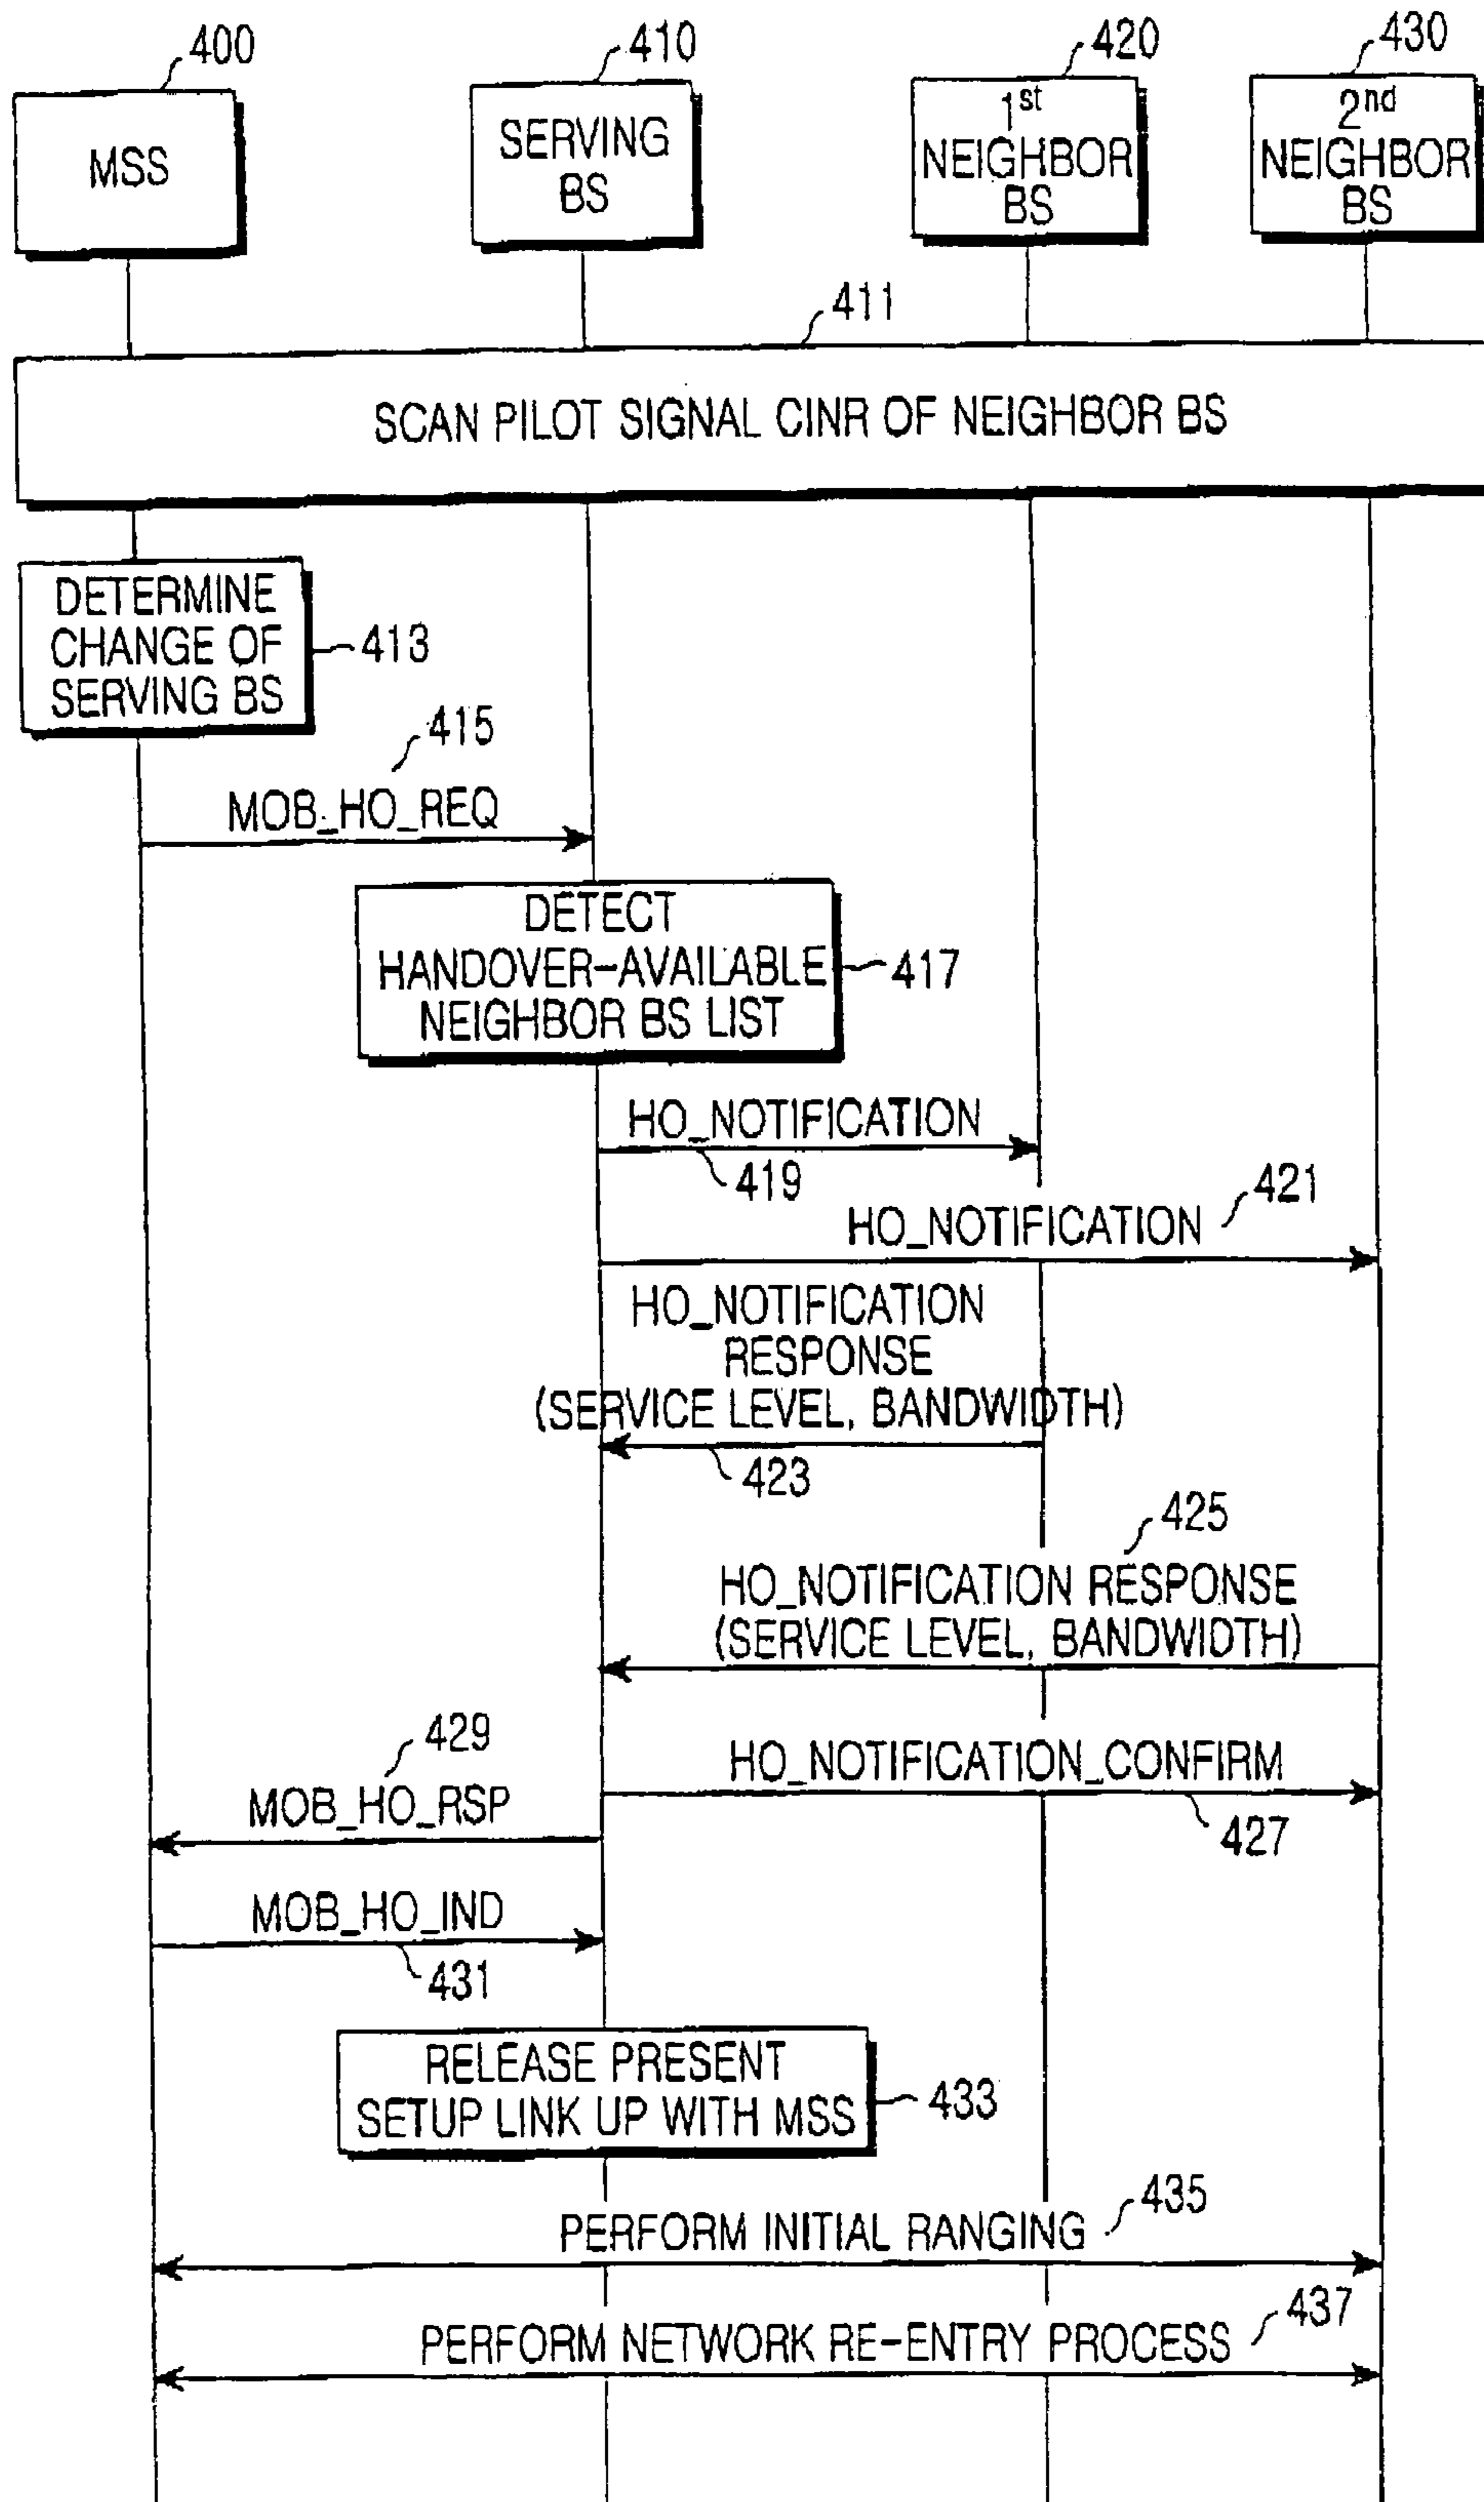 400
410
420
430
MSS
SERVING
BS
1st
NEIGHBOR
BS
2nd
NEIGHBOR
BS
411
SCAN PILOT SIGNAL CINR OF NEIGHBOR BS
DETERMINE
CHANGE OF
SERVING BS
413
415
MOB_HO_REQ
DETECT
HANDOVER-AVAILABLE
NEIGHBOR BS LIST
417
HO_NOTIFICATION
419
421
HO_NOTIFICATION
HO_NOTIFICATION
RESPONSE
(SERVICE LEVEL, BANDWIDTH)
423
425
HO_NOTIFICATION RESPONSE
(SERVICE LEVEL, BANDWIDTH)
429
HO_NOTIFICATION_CONFIRM
MOB_HO_RSP
427
MOB_HO_IND
431
RELEASE PRESENT
SETUP LINK UP WITH MSS
433
435
PERFORM INITIAL RANGING
437
PERFORM NETWORK RE-ENTRY PROCESS